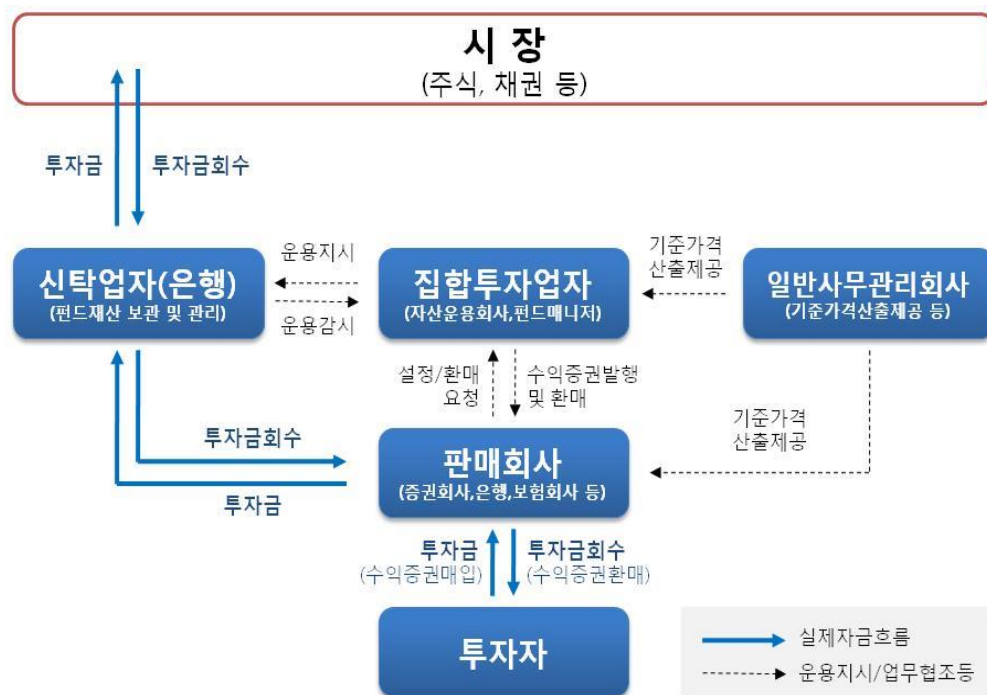 시 장
(주식, 채권 등)
투자금
투자금회수
신탁업자(은행)
(펀드재산 보관 및 관리)
운용지시
운용감시
집합투자업자
(자산운용회사,펀드매니저)
기준가격
산출제공
일반사무관리회사
(기준가격산출제공 등)
설정/환매
요청
수익증권발행
및 환매
기준가격
산출제공
투자금회수
투자금
판매회사
(증권회사,은행,보험회사 등)
투자금
(수익증권매입)
투자금회수
(수익증권환매)
투자자
실제자금흐름
운용지시/업무협조등